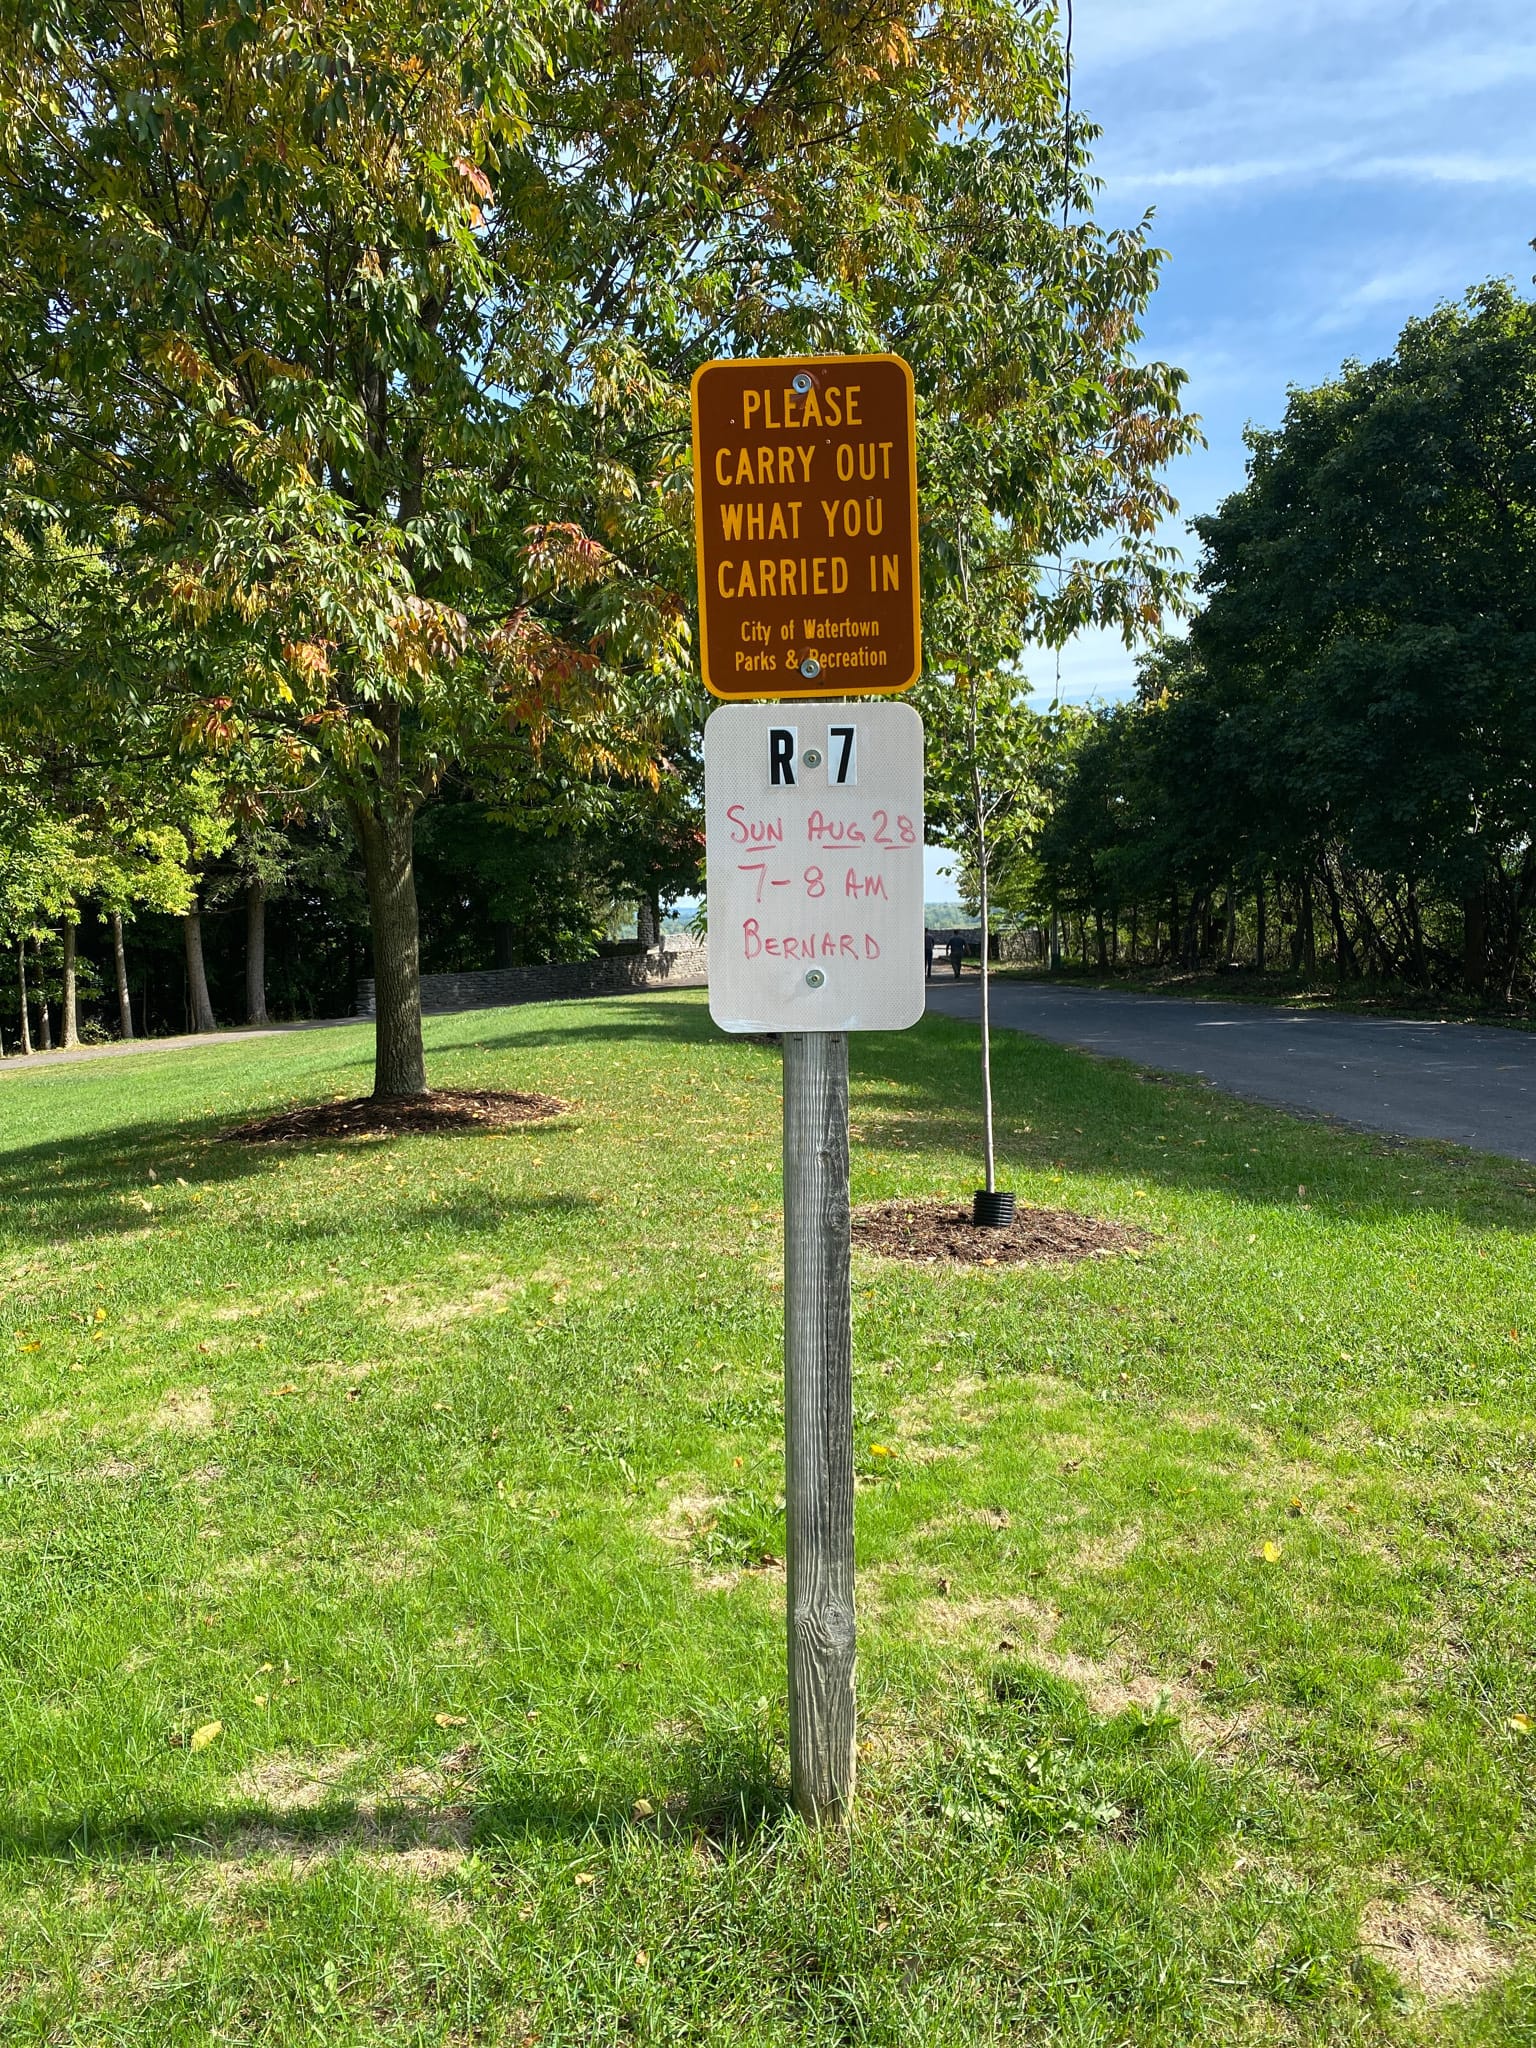 PLEASE
CARRY OUT
WHAT YOU
CARRIED IN
City of Watertown
Parks & Recreation
R 7
SUN AUG 28
7-8 AM
BERNARD